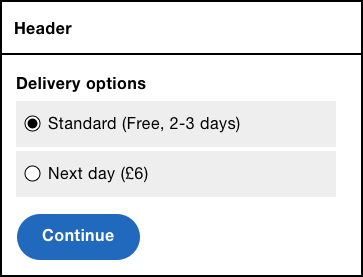 Header
Delivery options
Standard (Free, 2-3 days)
Next day (£6)
Continue